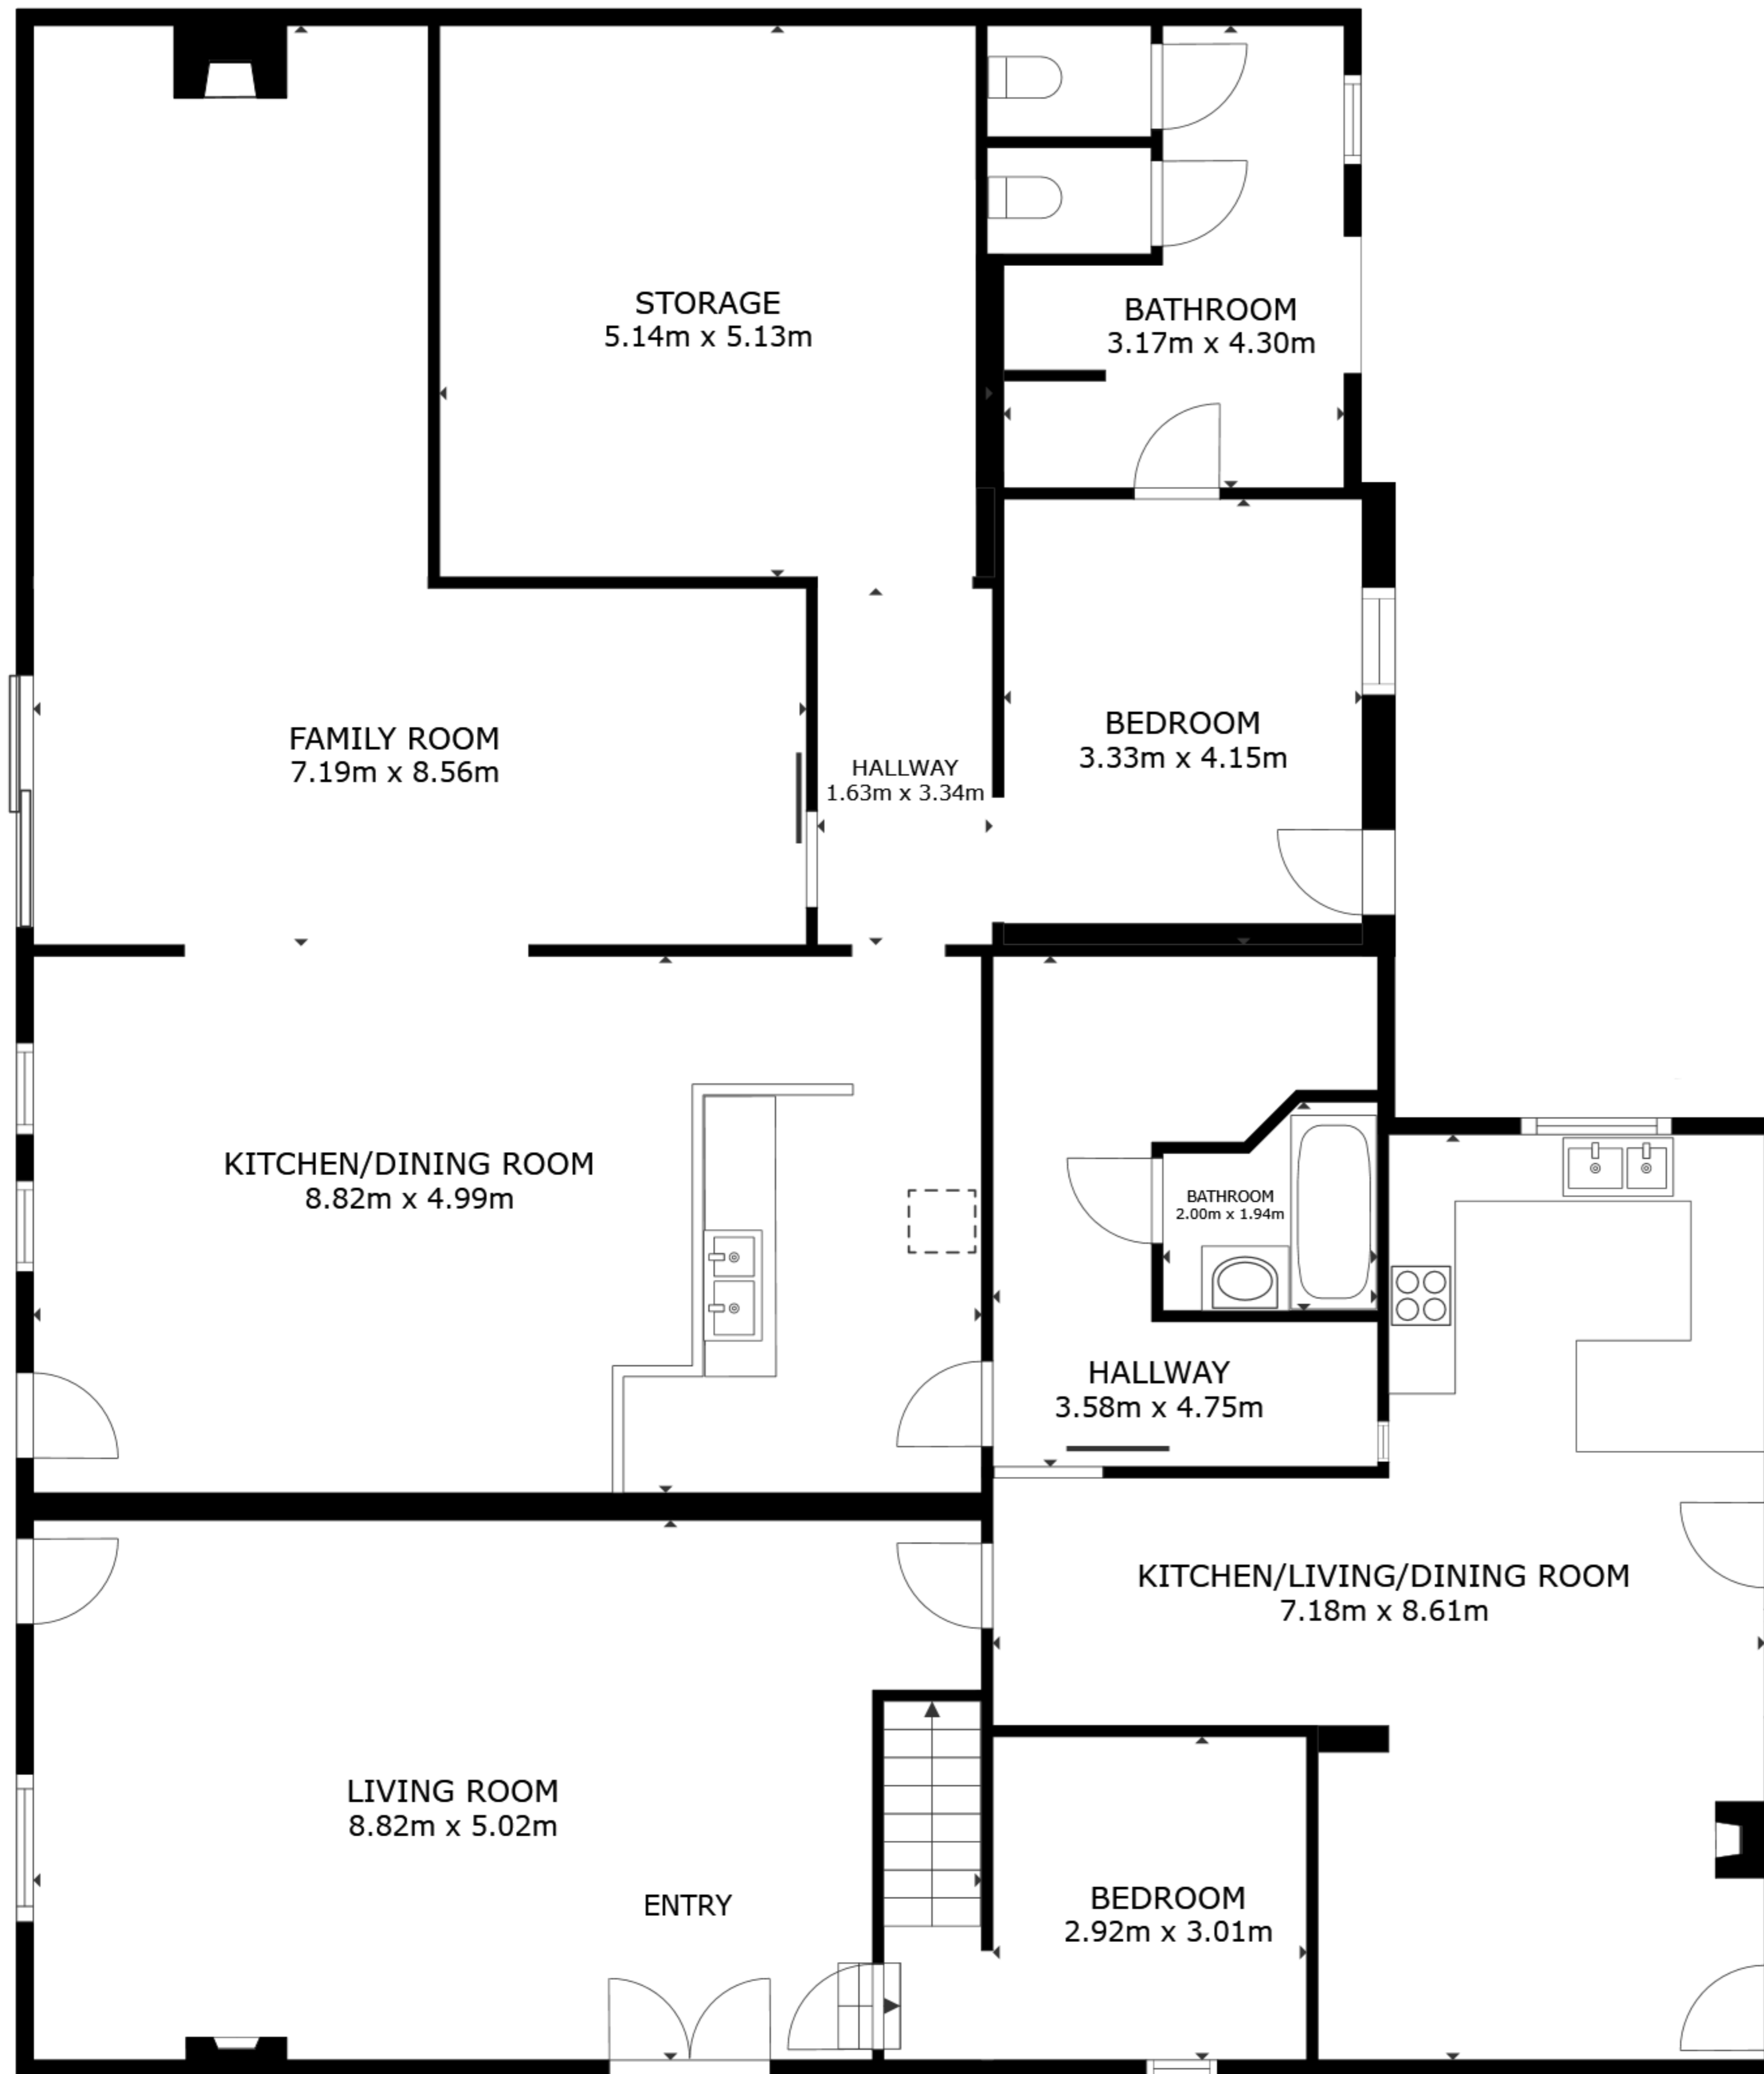 STORAGE
5.14m x 5.13m
BATHROOM
3.17m x 4.30m
FAMILY ROOM
7.19m x 8.56m
HALLWAY
1.63m x 3.34m
BEDROOM
3.33m x 4.15m
KITCHEN/DINING ROOM
8.82m x 4.99m
BATHROOM
2.00m x 1.94m
HALLWAY
3.58m x 4.75m
KITCHEN/LIVING/DINING ROOM
7.18m x 8.61m
LIVING ROOM
8.82m x 5.02m
ENTRY
BEDROOM
2.92m x 3.01m